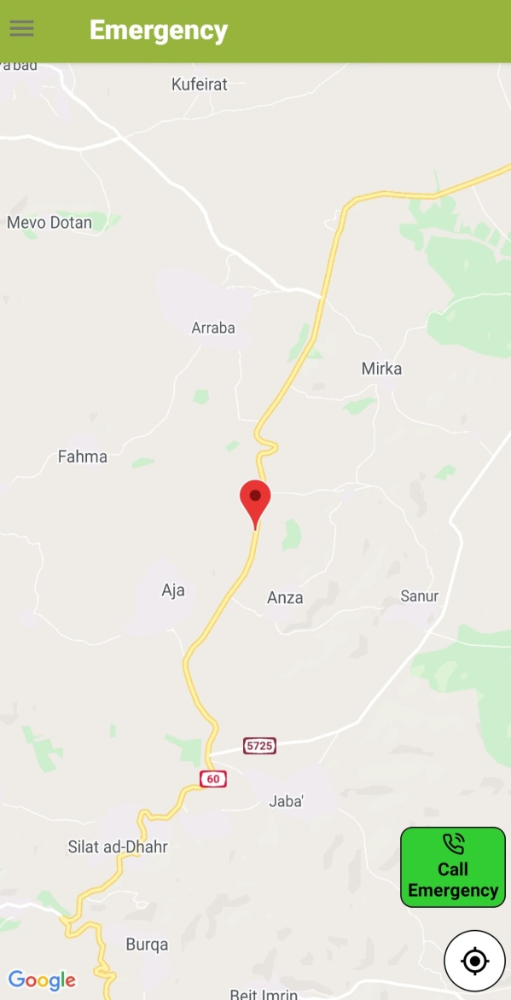 Emergency
a'bad
Kufeirat
Mevo Dotan
Arraba
Mirka
Fahma
Aja
Anza
Sanur
5725
60
Jaba'
Silat ad-Dhahr
Call
Emergency
Burqa
Google
Beit Imrin